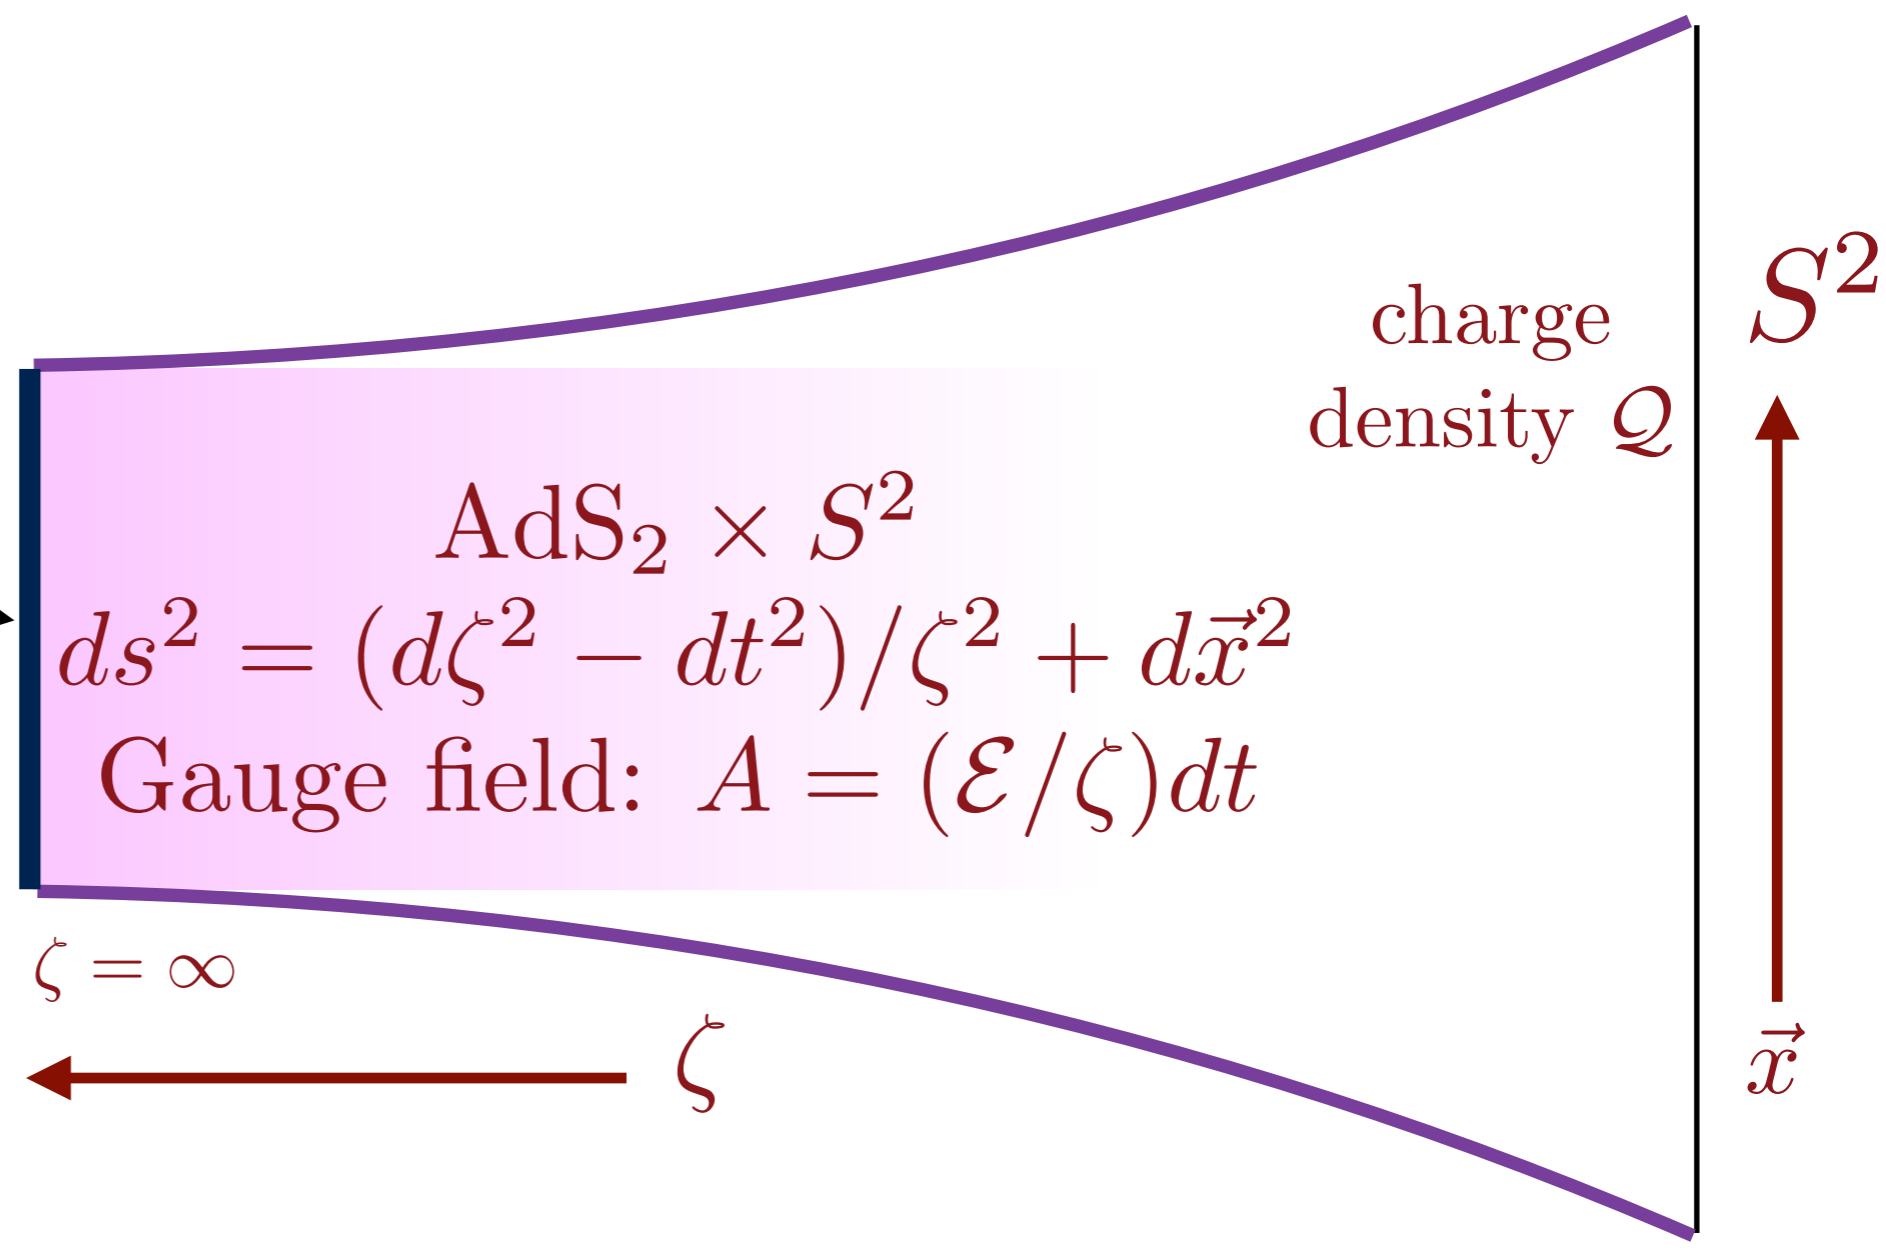 S²
charge
density 𝒬
AdS₂ × S²
ds² = (dζ² − dt²)/ζ² + dx⃗²
Gauge field: A = (ℰ/ζ)dt
ζ = ∞
ζ
x⃗